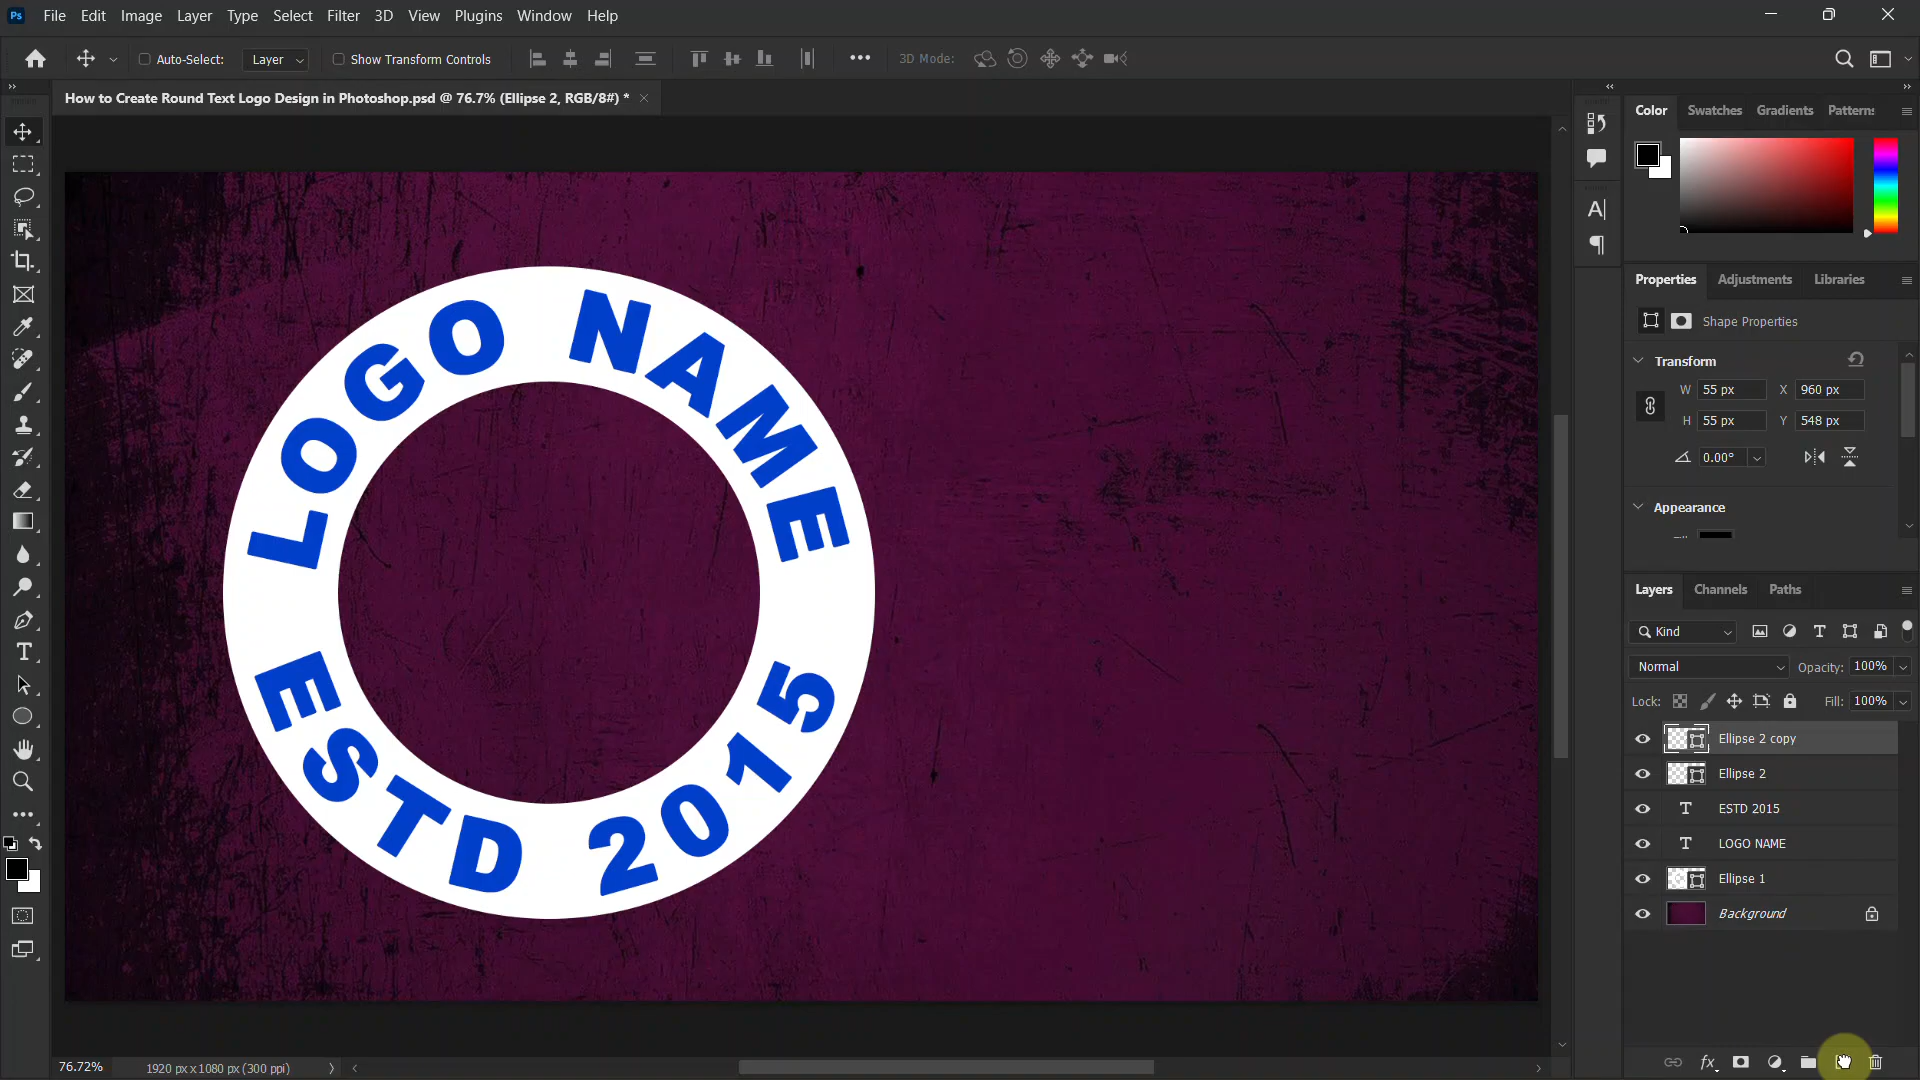 Ps File Edit Image Layer Type Select Filter 3D View Plugins Window Help
Auto-Select: Layer Show Transform Controls 3D Mode:
How to Create Round Text Logo Design in Photoshop.psd @ 76.7% (Ellipse 2, RGB/8#) *
Color Swatches Gradients Patterns
Properties Adjustments Libraries
Shape Properties
Transform
W 55 px X 960 px
H 55 px Y 548 px
0.00°
Appearance
LOGO NAME
ESTD 2015
Layers Channels Paths
Kind
Normal Opacity: 100%
Lock: Fill: 100%
Ellipse 2 copy
Ellipse 2
ESTD 2015
LOGO NAME
Ellipse 1
Background
76.72% 1920 px x 1080 px (300 ppi)